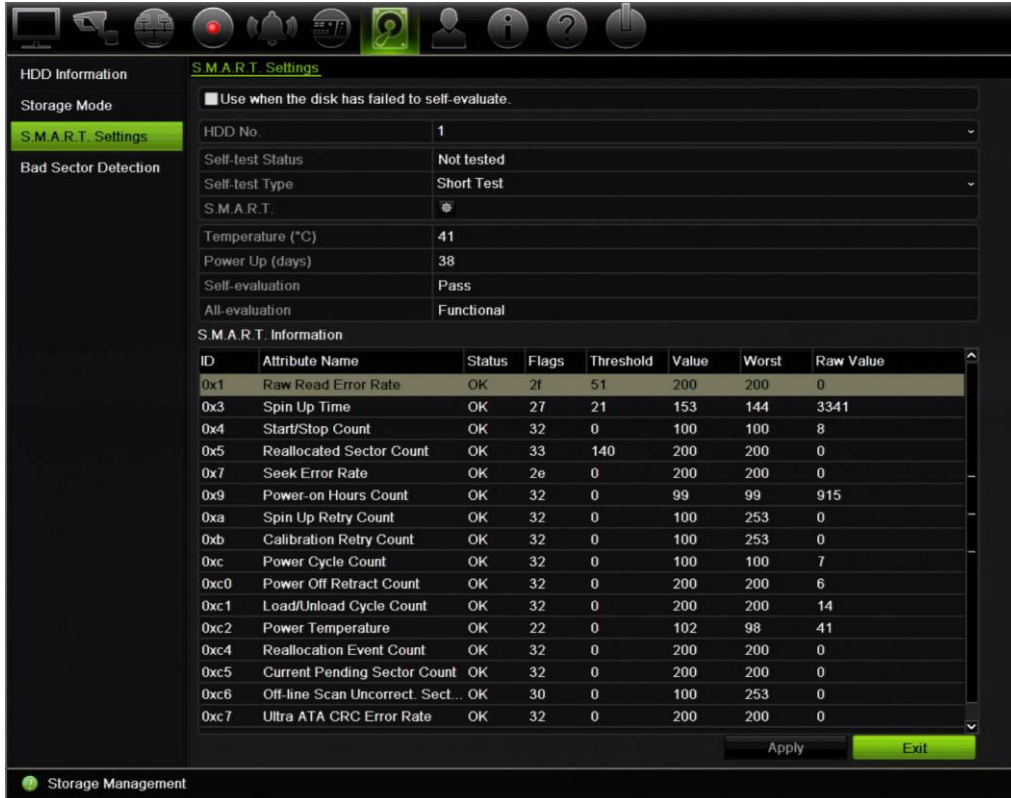 HDD Information
Storage Mode
S.M.A.R.T. Settings
Bad Sector Detection
S.M.A.R.T. Settings
Use when the disk has failed to self-evaluate.
HDD No. 1
Self-test Status Not tested
Self-test Type Short Test
S.M.A.R.T.
Temperature (°C) 41
Power Up (days) 38
Self-evaluation Pass
All-evaluation Functional
S.M.A.R.T. Information
ID Attribute Name Status Flags Threshold Value Worst Raw Value
0x1 Raw Read Error Rate OK 2f 51 200 200 0
0x3 Spin Up Time OK 27 21 153 144 3341
0x4 Start/Stop Count OK 32 0 100 100 8
0x5 Reallocated Sector Count OK 33 140 200 200 0
0x7 Seek Error Rate OK 2e 0 200 200 0
0x9 Power-on Hours Count OK 32 0 99 99 915
0xa Spin Up Retry Count OK 32 0 100 253 0
0xb Calibration Retry Count OK 32 0 100 253 0
0xc Power Cycle Count OK 32 0 100 100 7
0xc0 Power Off Retract Count OK 32 0 200 200 6
0xc1 Load/Unload Cycle Count OK 32 0 200 200 14
0xc2 Power Temperature OK 22 0 102 98 41
0xc4 Reallocation Event Count OK 32 0 200 200 0
0xc5 Current Pending Sector Count OK 32 0 200 200 0
0xc6 Off-line Scan Uncorrect. Sect... OK 30 0 100 253 0
0xc7 Ultra ATA CRC Error Rate OK 32 0 200 200 0
Apply Exit
Storage Management